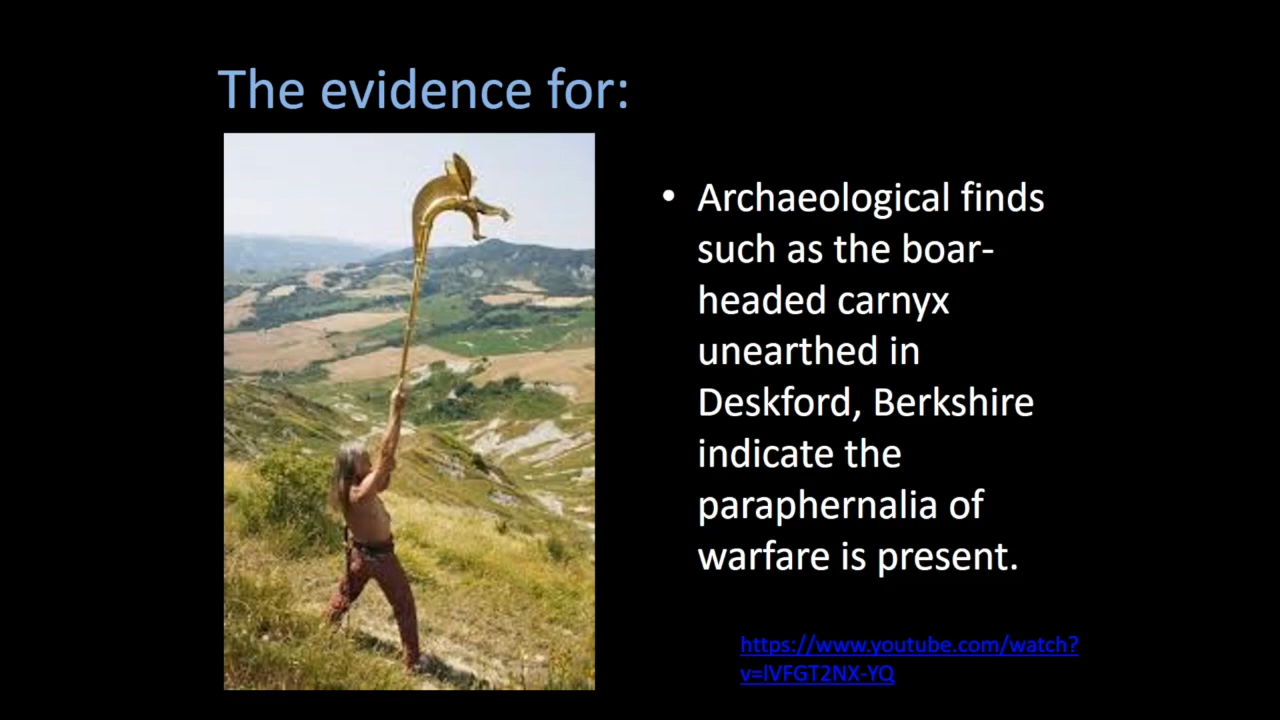 The evidence for:
• Archaeological finds
such as the boar-
headed carnyx
unearthed in
Deskford, Berkshire
indicate the
paraphernalia of
warfare is present.
https://www.youtube.com/watch?
v=lVFGT2NX-YQ